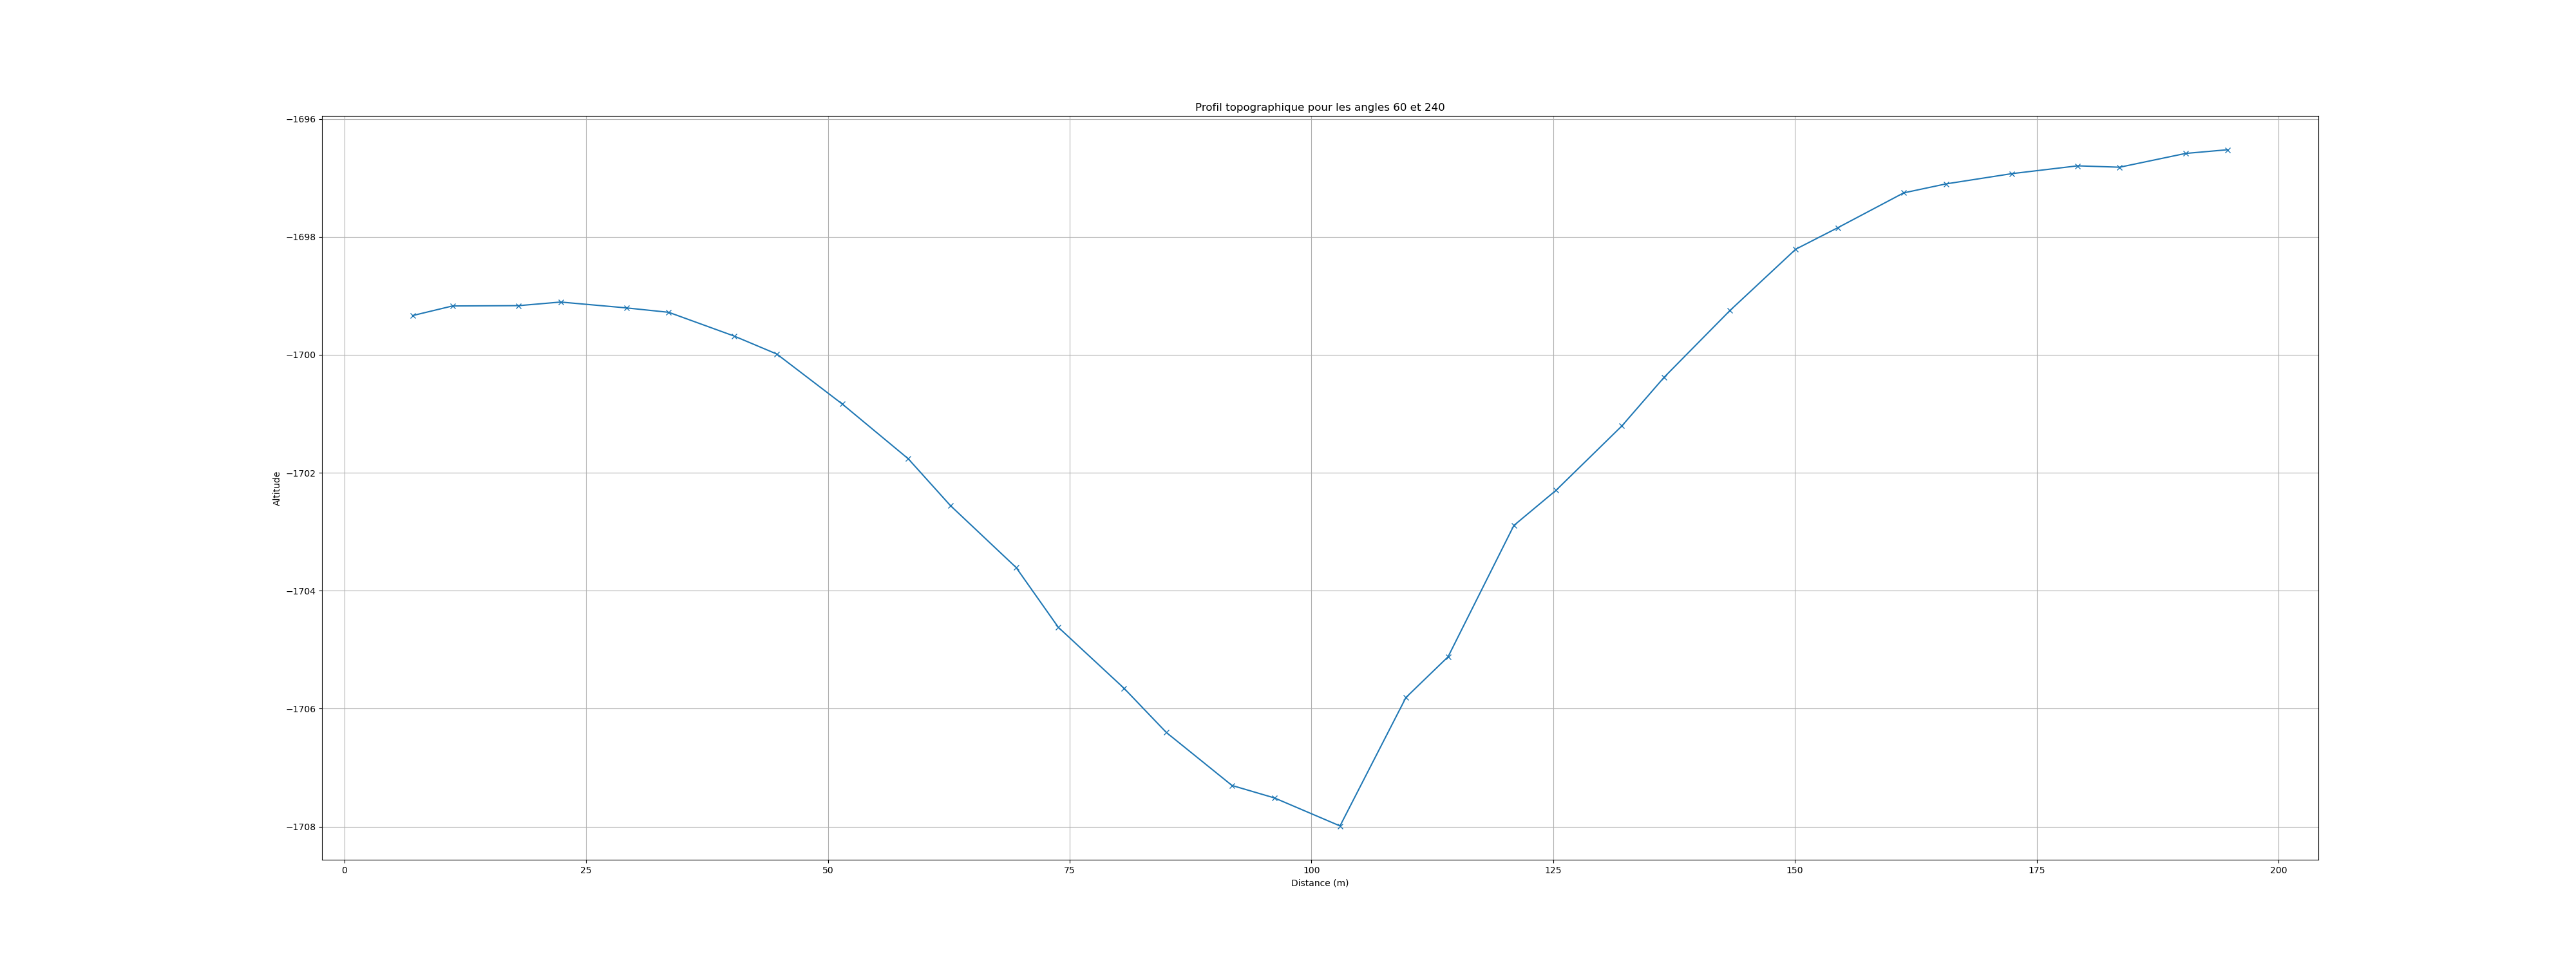 Profil topographique pour les angles 60 et 240
−1696
−1698
−1700
−1702
−1704
−1706
−1708
Altitude
0 25 50 75 100 125 150 175 200
Distance (m)